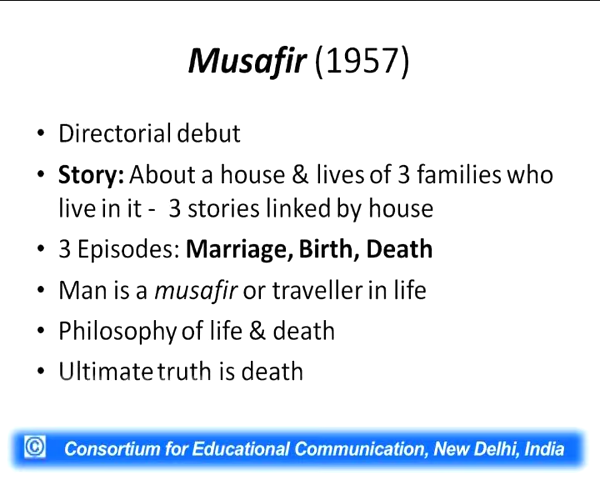 Musafir (1957)
• Directorial debut
• Story: About a house & lives of 3 families who
live in it - 3 stories linked by house
• 3 Episodes: Marriage, Birth, Death
• Man is a musafir or traveller in life
• Philosophy of life & death
• Ultimate truth is death
© Consortium for Educational Communication, New Delhi, India